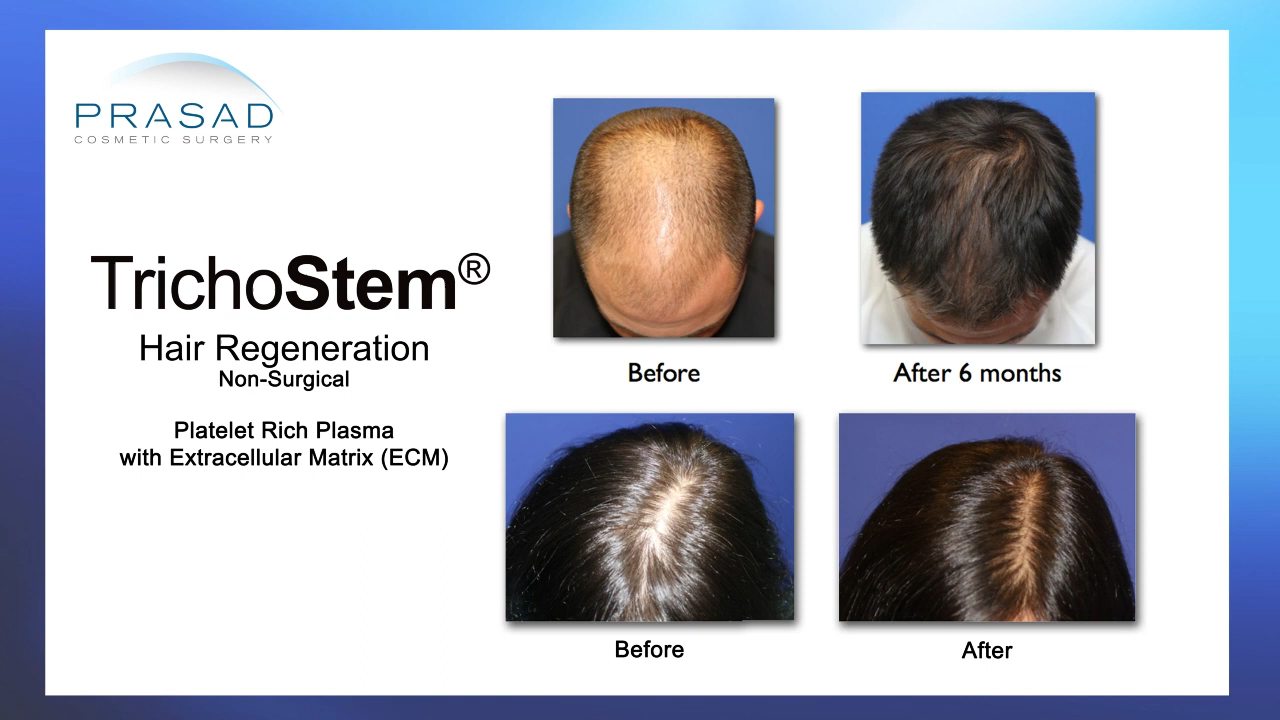 PRASAD
COSMETIC SURGERY
TrichoStem®
Hair Regeneration
Non-Surgical
Platelet Rich Plasma
with Extracellular Matrix (ECM)
Before
After 6 months
Before
After